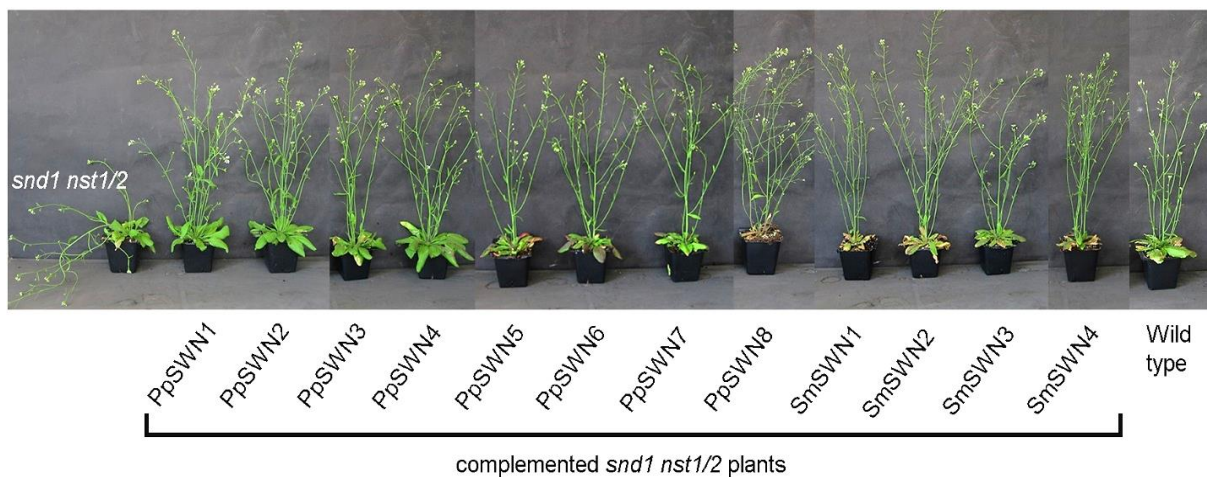 snd1 nst1/2
PpSWN1
PpSWN2
PpSWN3
PpSWN4
PpSWN5
PpSWN6
PpSWN7
PpSWN8
SmSWN1
SmSWN2
SmSWN3
SmSWN4
Wild
type
complemented snd1 nst1/2 plants